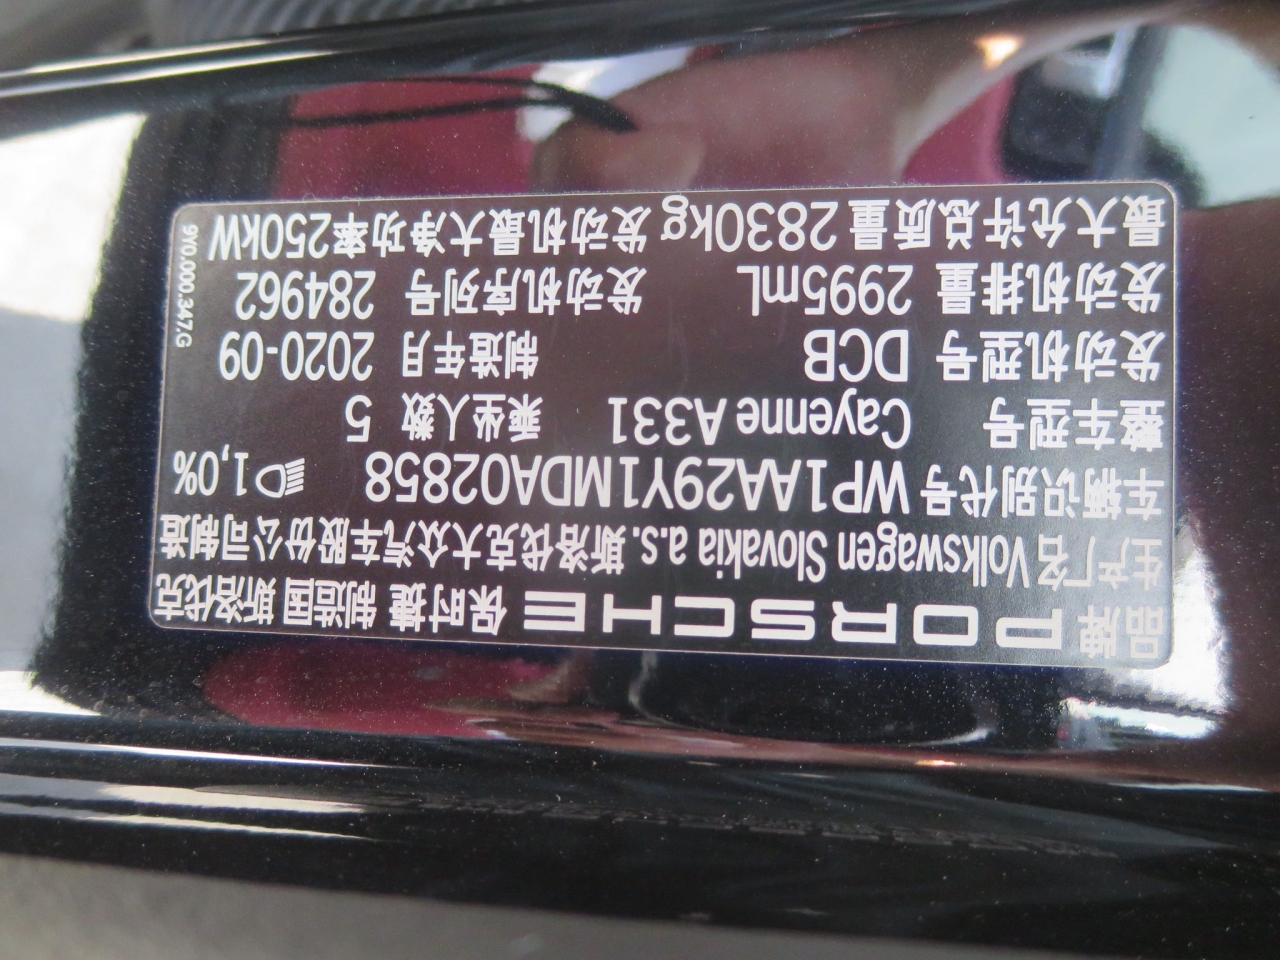 品牌 PORSCHE 保时捷 制造国 斯洛伐克
生产厂名 Volkswagen Slovakia a.s. 斯洛伐克大众汽车股份公司制造
车辆识别代号 WP1AA29Y1MDA02858 1,0%
整车型号 Cayenne A331 乘坐人数 5
发动机型号 DCB 制造年月 2020-09
发动机排量 2995mL 发动机序列号 284962
最大允许总质量 2830kg 发动机最大净功率 250kW
9Y0.000.347.G